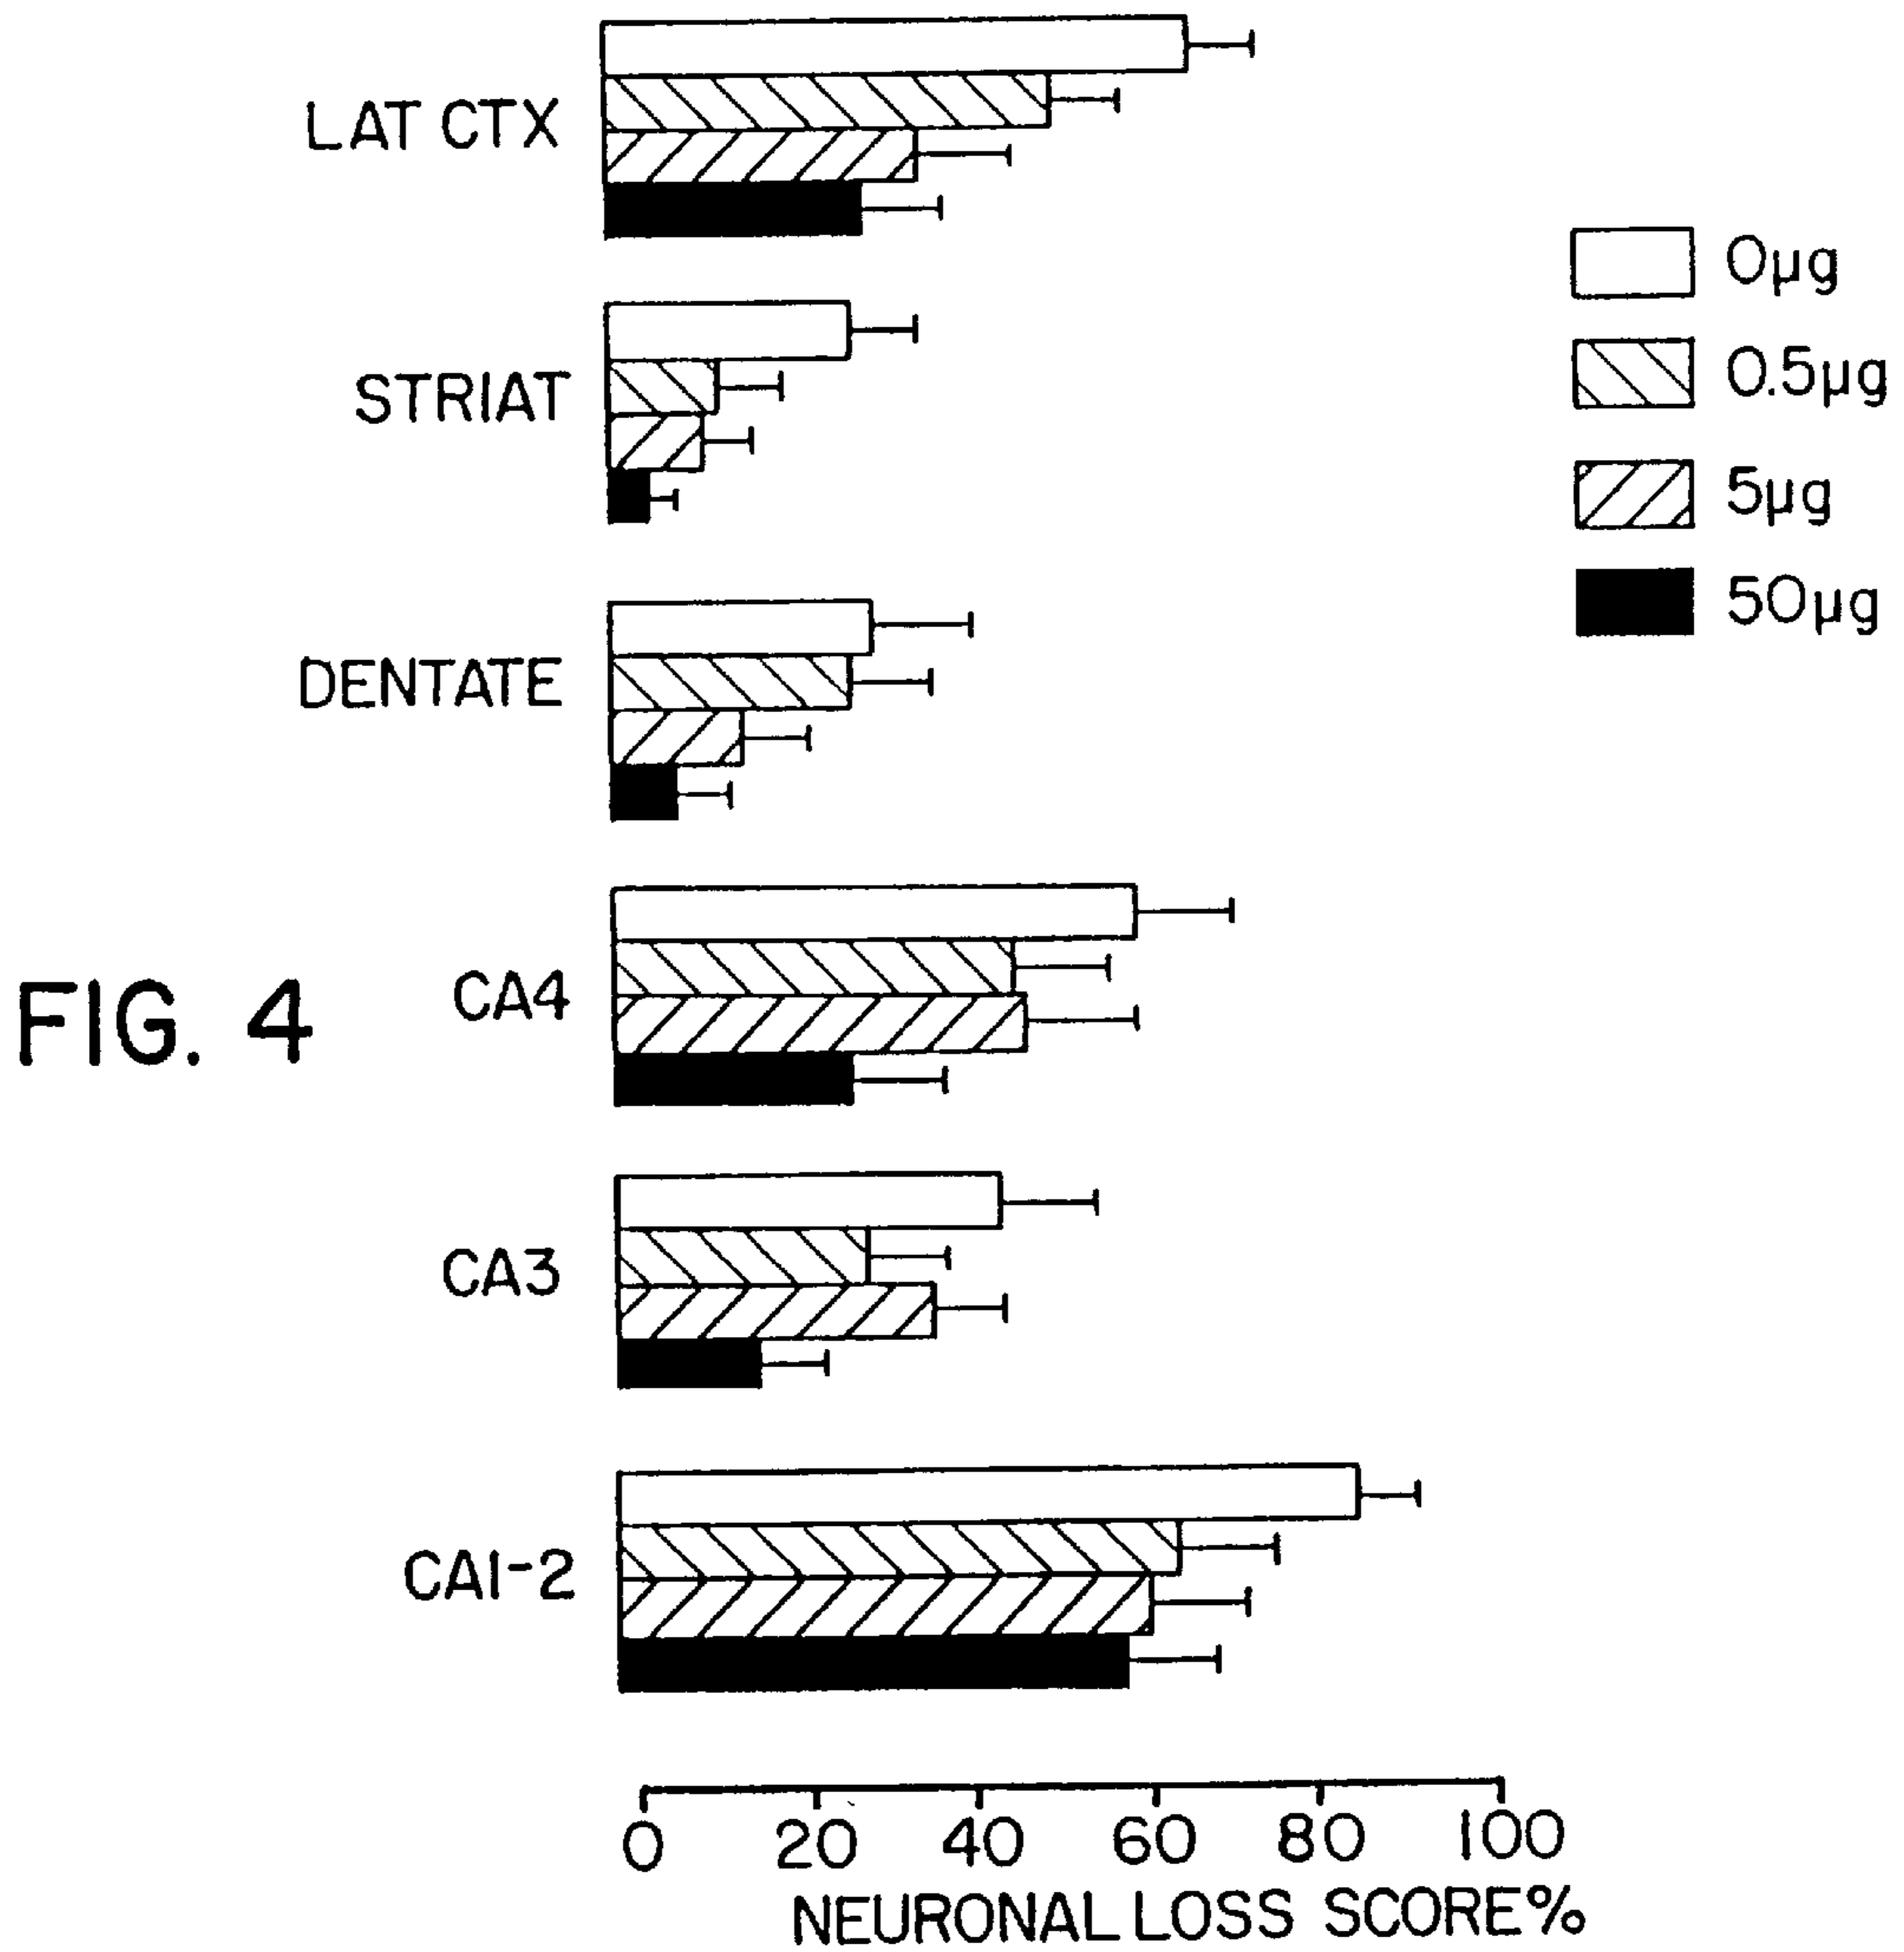 LAT CTX
STRIAT
DENTATE
CA4
CA3
CA1-2
0µg
0.5µg
5µg
50µg
FIG. 4
0 20 40 60 80 100
NEURONAL LOSS SCORE%